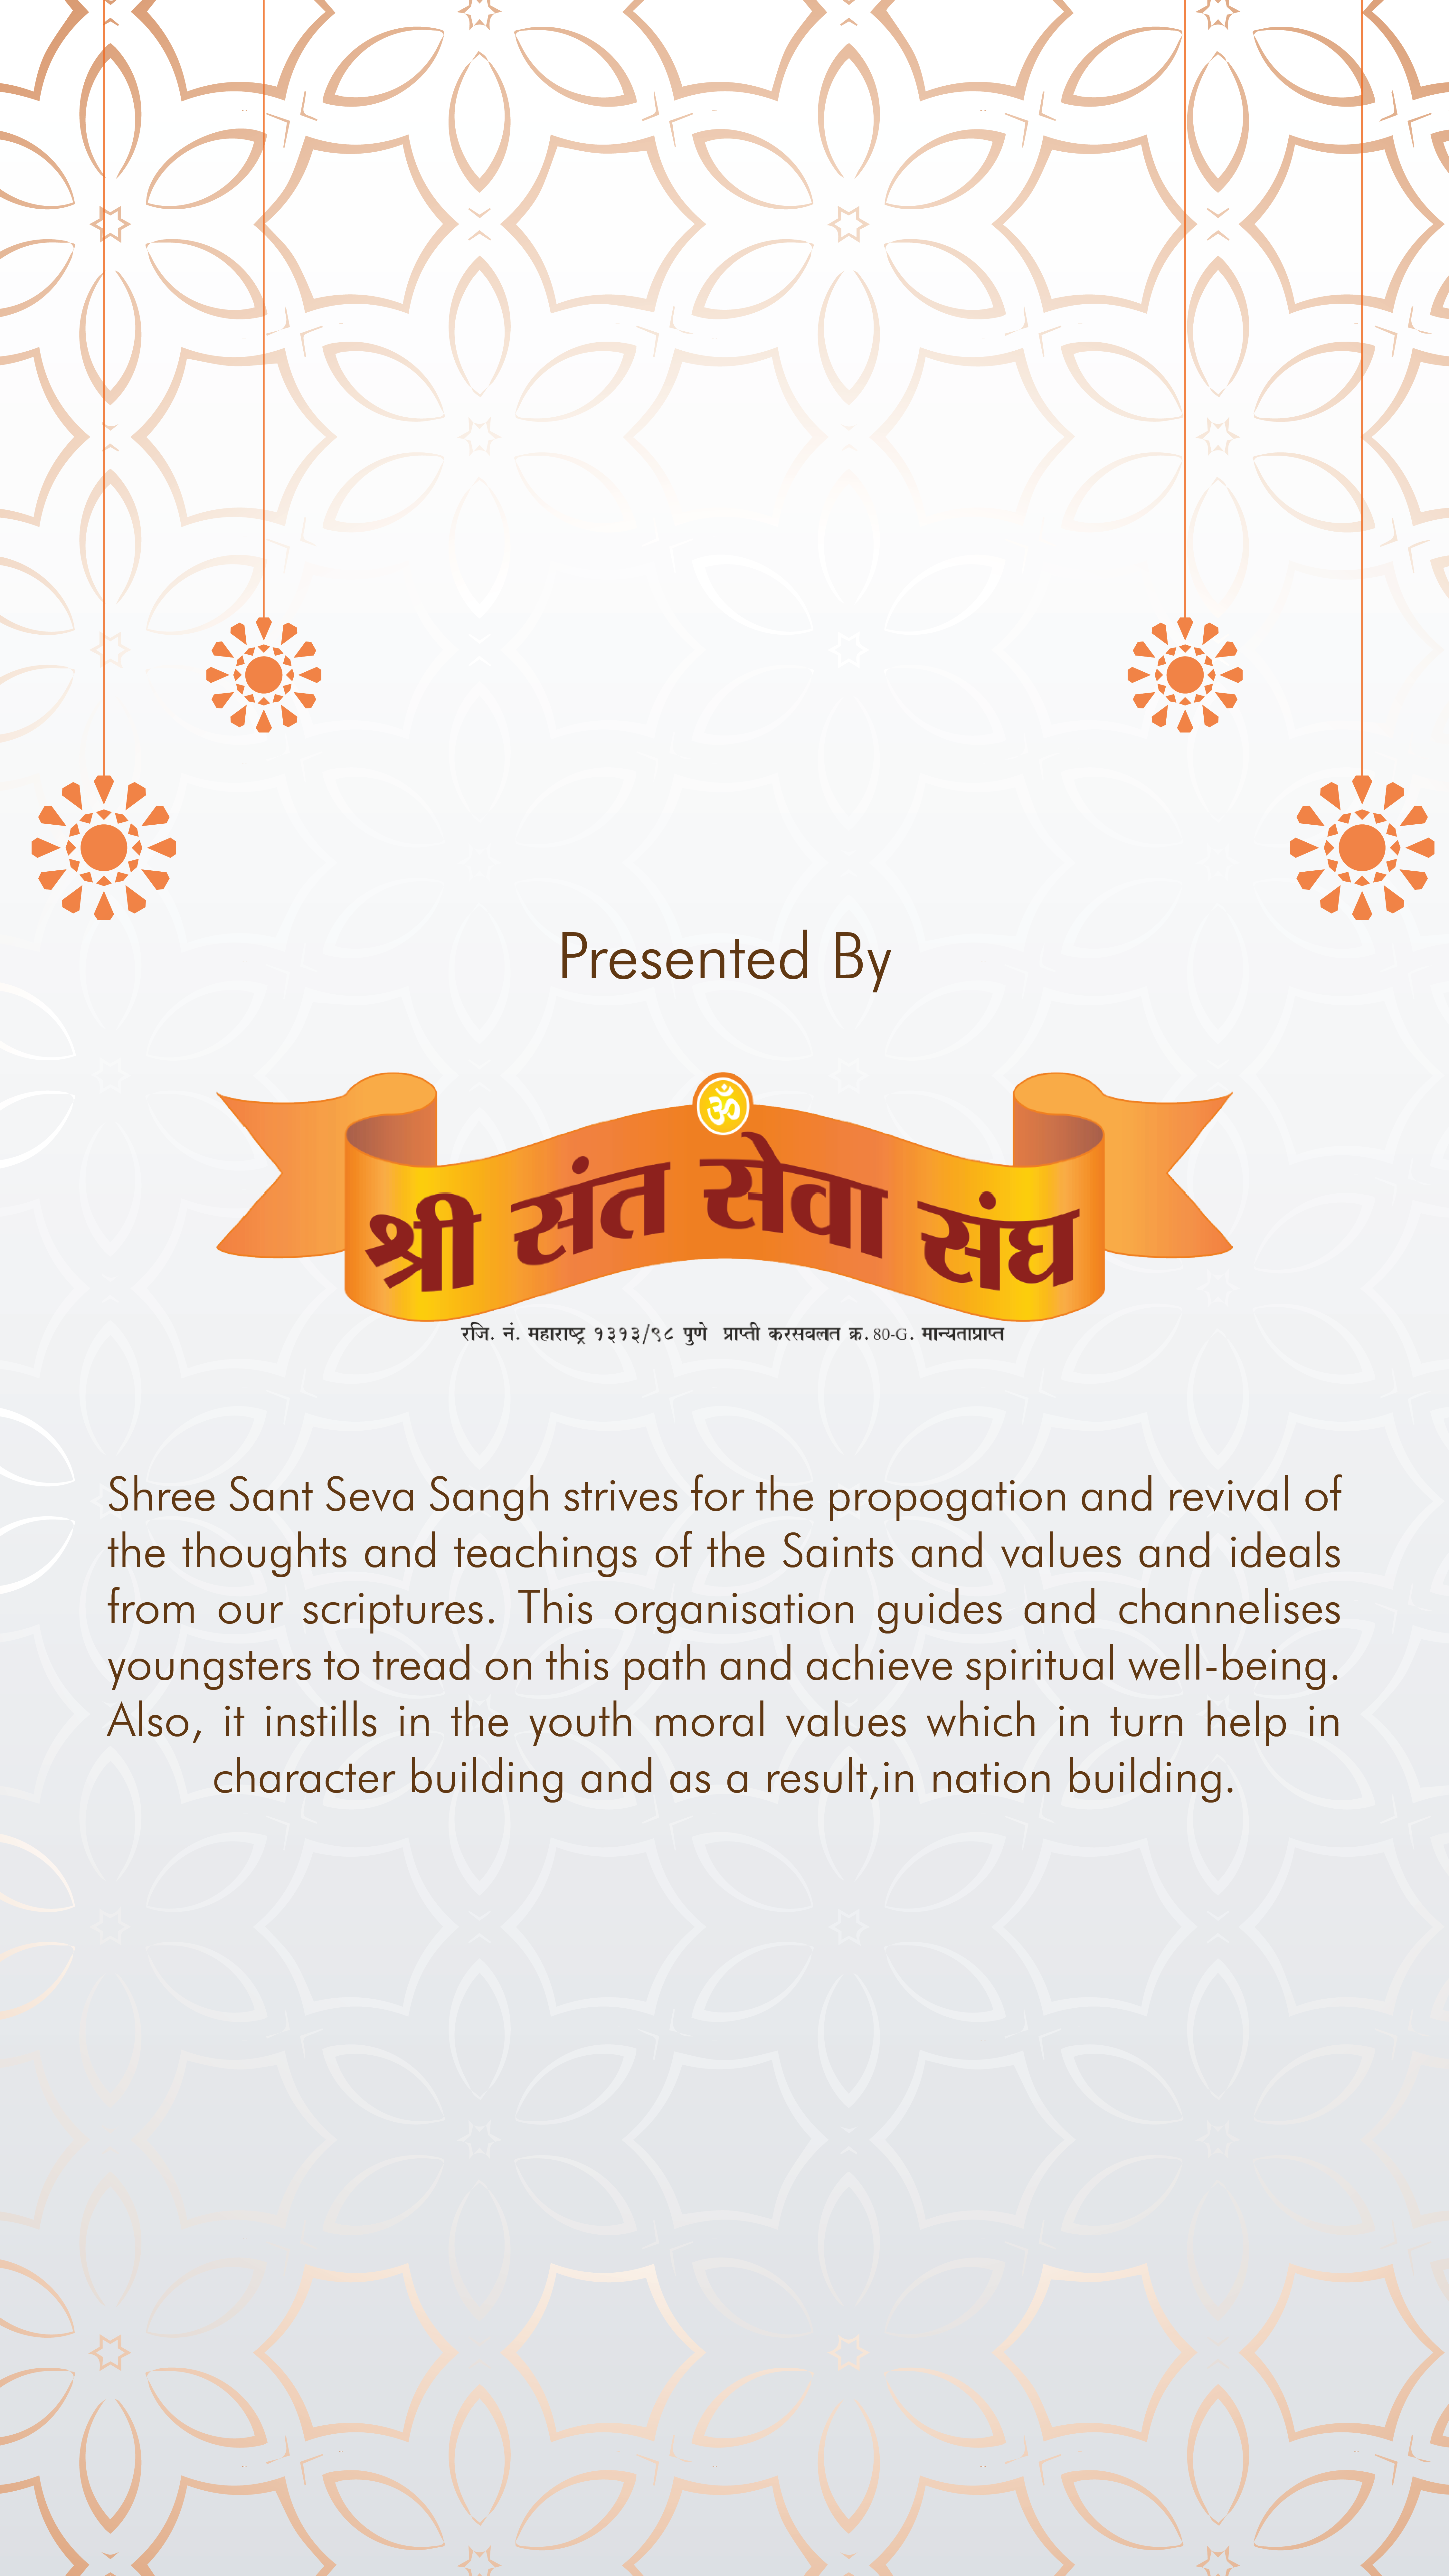 Presented By
ॐ
श्री संत सेवा संघ
रजि. नं. महाराष्ट्र १३१३/९८ पुणे प्राप्ती करसवलत क्र. 80-G. मान्यताप्राप्त
Shree Sant Seva Sangh strives for the propogation and revival of
the thoughts and teachings of the Saints and values and ideals
from our scriptures. This organisation guides and channelises
youngsters to tread on this path and achieve spiritual well-being.
Also, it instills in the youth moral values which in turn help in
character building and as a result,in nation building.